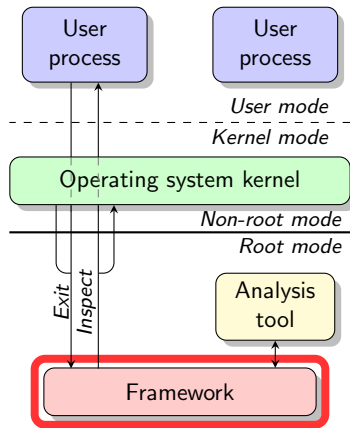 User
process
User
process
User mode
Kernel mode
Operating system kernel
Non-root mode
Root mode
Exit
Inspect
Analysis
tool
Framework